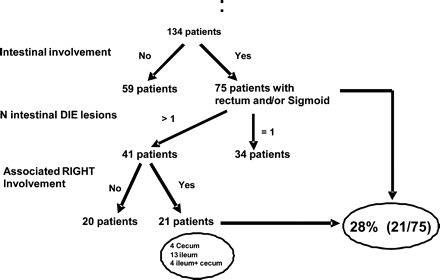 134 patients
Intestinal involvement
No
Yes
59 patients
75 patients with
rectum and/or Sigmoid
N intestinal DIE lesions
> 1
= 1
41 patients
34 patients
Associated RIGHT
Involvement
No
Yes
20 patients
21 patients
28% (21/75)
4 Cecum
13 ileum
4 ileum+ cecum